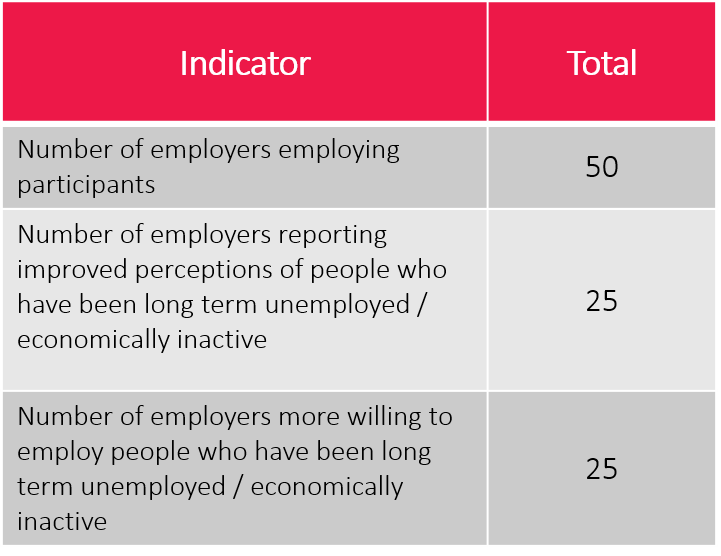 Indicator
Total
Number of employers employing
participants
50
Number of employers reporting
improved perceptions of people who
have been long term unemployed /
economically inactive
25
Number of employers more willing to
employ people who have been long
term unemployed / economically
inactive
25